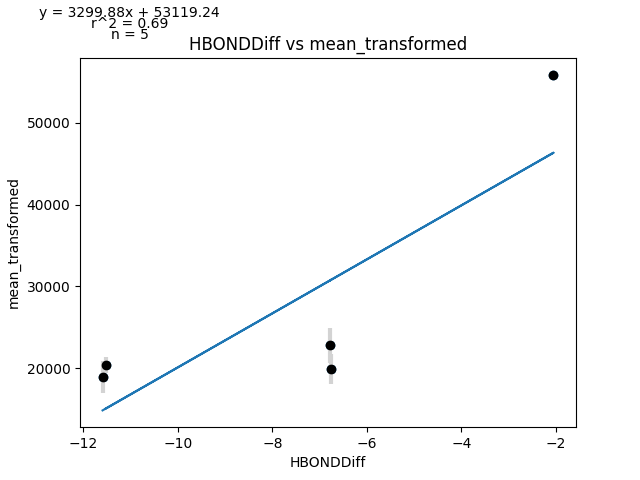 y = 3299.88x + 53119.24
r^2 = 0.69
n = 5
HBONDDiff vs mean_transformed
mean_transformed
50000
40000
30000
20000
−12
−10
−8
−6
−4
−2
HBONDDiff